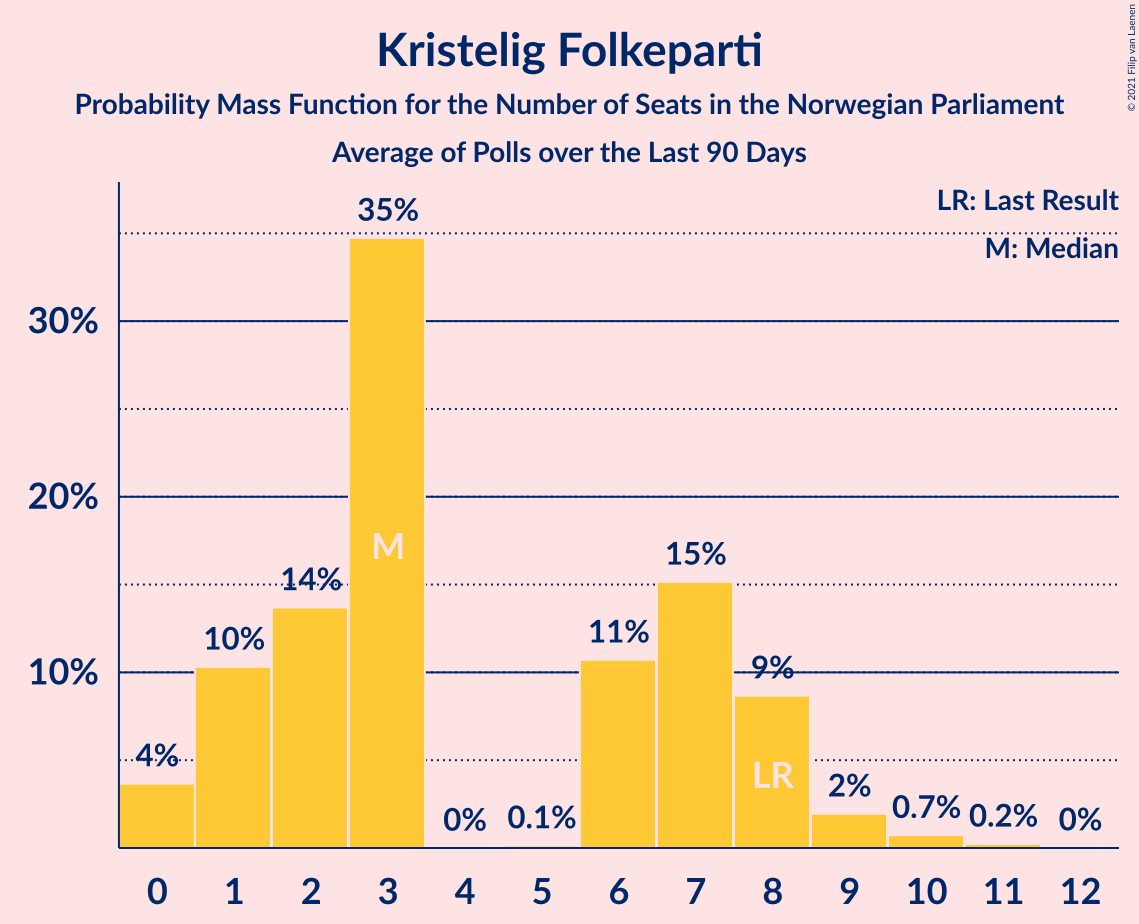 Kristelig Folkeparti
Probability Mass Function for the Number of Seats in the Norwegian Parliament
Average of Polls over the Last 90 Days
© 2021 Filip van Laenen
LR: Last Result
M: Median
30%
20%
10%
4%
10%
14%
35%
0%
0.1%
11%
15%
9%
2%
0.7%
0.2%
0%
M
LR
0 1 2 3 4 5 6 7 8 9 10 11 12